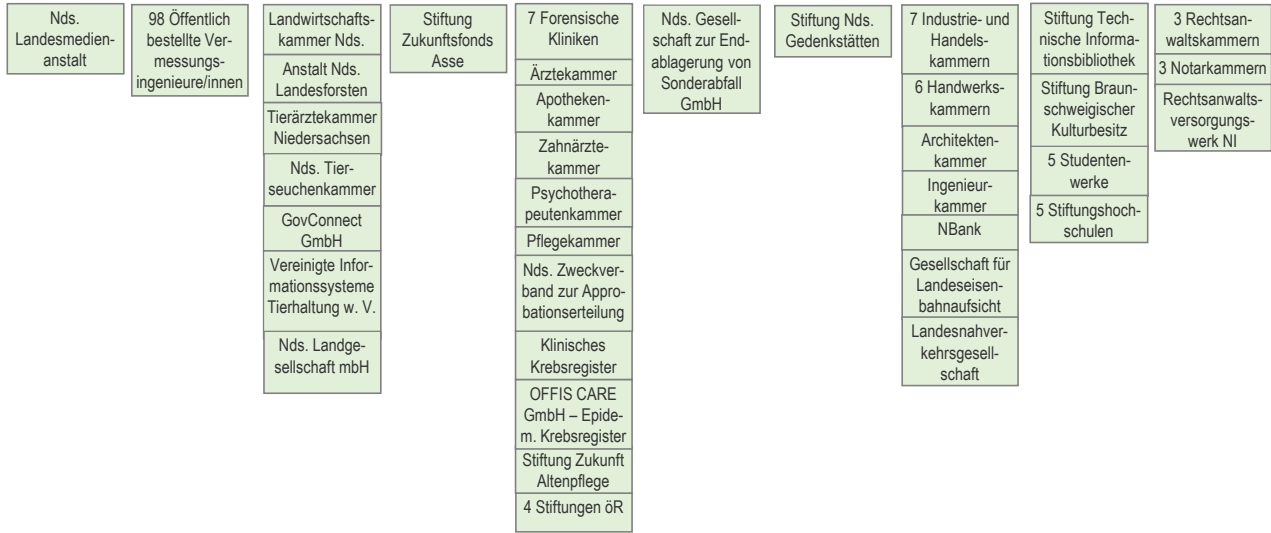 Nds.
Landesmedien-
anstalt
98 Öffentlich
bestellte Ver-
messungs-
ingenieure/innen
Landwirtschafts-
kammer Nds.
Anstalt Nds.
Landesforsten
Tierärztekammer
Niedersachsen
Nds. Tier-
seuchenkammer
GovConnect
GmbH
Vereinigte Infor-
mationssysteme
Tierhaltung w. V.
Nds. Landge-
sellschaft mbH
Stiftung
Zukunftsfonds
Asse
7 Forensische
Kliniken
Ärztekammer
Apotheken-
kammer
Zahnärzte-
kammer
Psychothera-
peutenkammer
Pflegekammer
Nds. Zweckver-
band zur Appro-
bationserteilung
Klinisches
Krebsregister
OFFIS CARE
GmbH – Epide-
m. Krebsregister
Stiftung Zukunft
Altenpflege
4 Stiftungen öR
Nds. Gesell-
schaft zur End-
ablagerung von
Sonderabfall
GmbH
Stiftung Nds.
Gedenkstätten
7 Industrie- und
Handels-
kammern
6 Handwerks-
kammern
Architekten-
kammer
Ingenieur-
kammer
NBank
Gesellschaft für
Landeseisen-
bahnaufsicht
Landesnahver-
kehrsgesell-
schaft
Stiftung Tech-
nische Informa-
tionsbibliothek
Stiftung Braun-
schweigischer
Kulturbesitz
5 Studenten-
werke
5 Stiftungshoch-
schulen
3 Rechtsan-
waltskammern
3 Notarkammern
Rechtsanwalts-
versorgungs-
werk NI